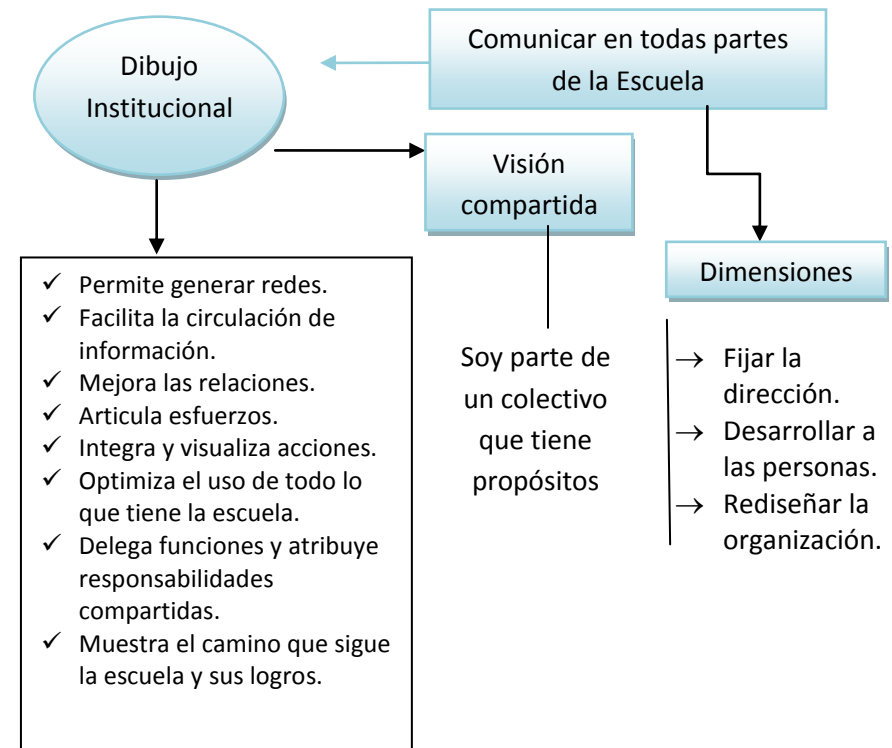 Dibujo
Institucional
Comunicar en todas partes
de la Escuela
Visión
compartida
Dimensiones
✓ Permite generar redes.
✓ Facilita la circulación de
información.
✓ Mejora las relaciones.
✓ Articula esfuerzos.
✓ Integra y visualiza acciones.
✓ Optimiza el uso de todo lo
que tiene la escuela.
✓ Delega funciones y atribuye
responsabilidades
compartidas.
✓ Muestra el camino que sigue
la escuela y sus logros.
Soy parte de
un colectivo
que tiene
propósitos
→ Fijar la
dirección.
→ Desarrollar a
las personas.
→ Rediseñar la
organización.